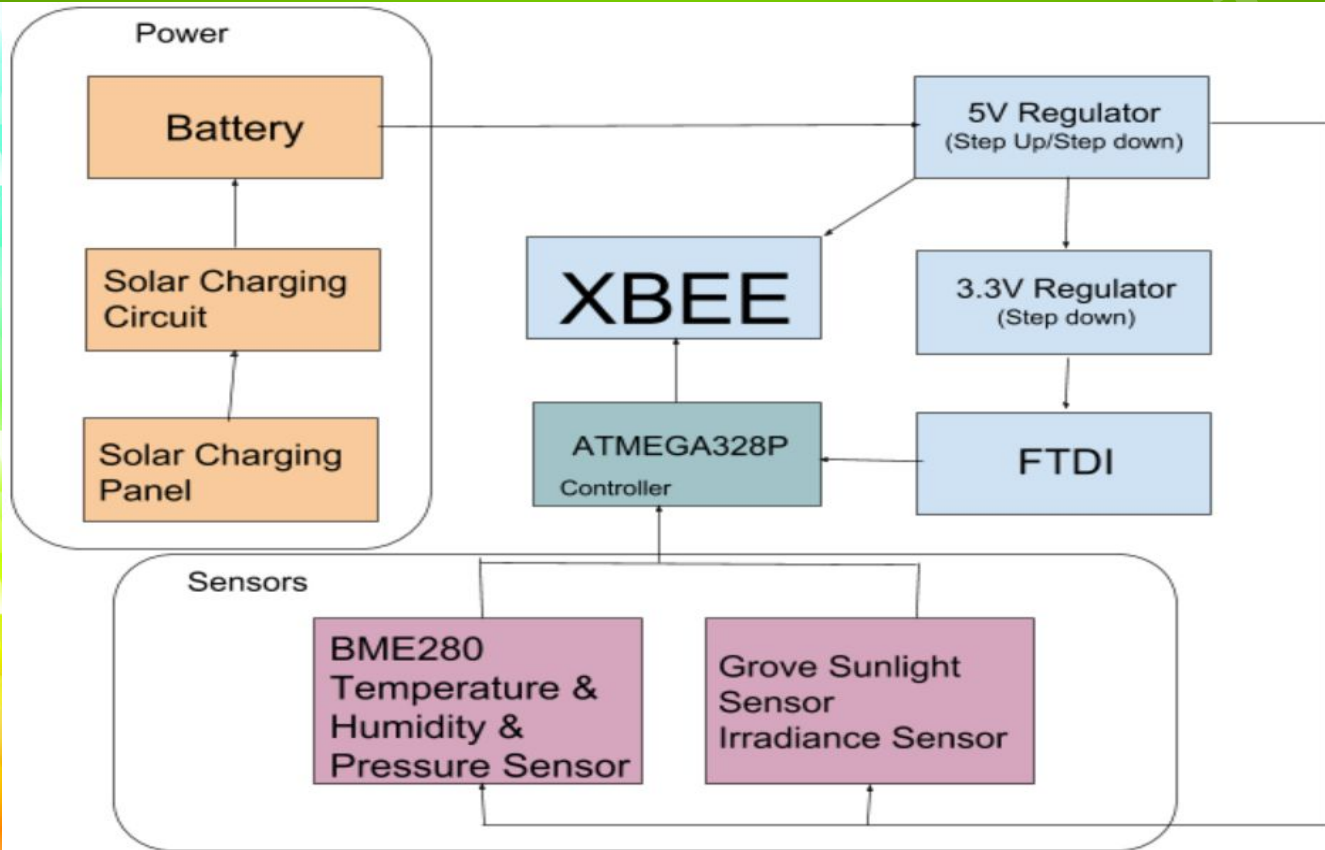 Power
Battery
Solar Charging
Circuit
Solar Charging
Panel
5V Regulator
(Step Up/Step down)
XBEE
3.3V Regulator
(Step down)
ATMEGA328P
Controller
FTDI
Sensors
BME280
Temperature &
Humidity &
Pressure Sensor
Grove Sunlight
Sensor
Irradiance Sensor